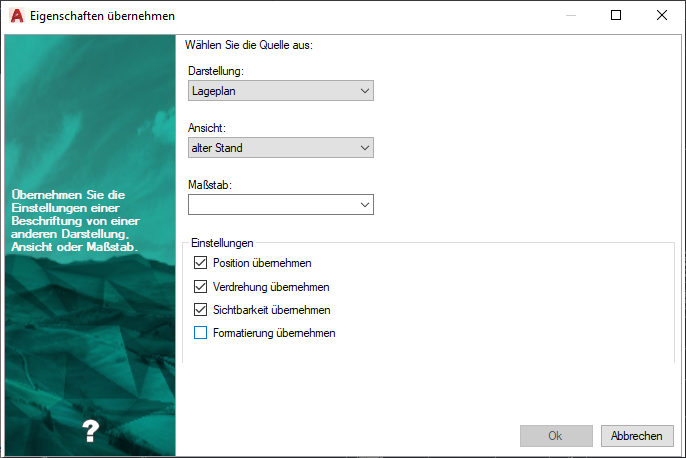 Eigenschaften übernehmen
Wählen Sie die Quelle aus:
Darstellung:
Lageplan
Ansicht:
alter Stand
Maßstab:
Übernehmen Sie die
Einstellungen einer
Beschriftung von einer
anderen Darstellung,
Ansicht oder Maßstab.
Einstellungen
Position übernehmen
Verdrehung übernehmen
Sichtbarkeit übernehmen
Formatierung übernehmen
?
Ok
Abbrechen